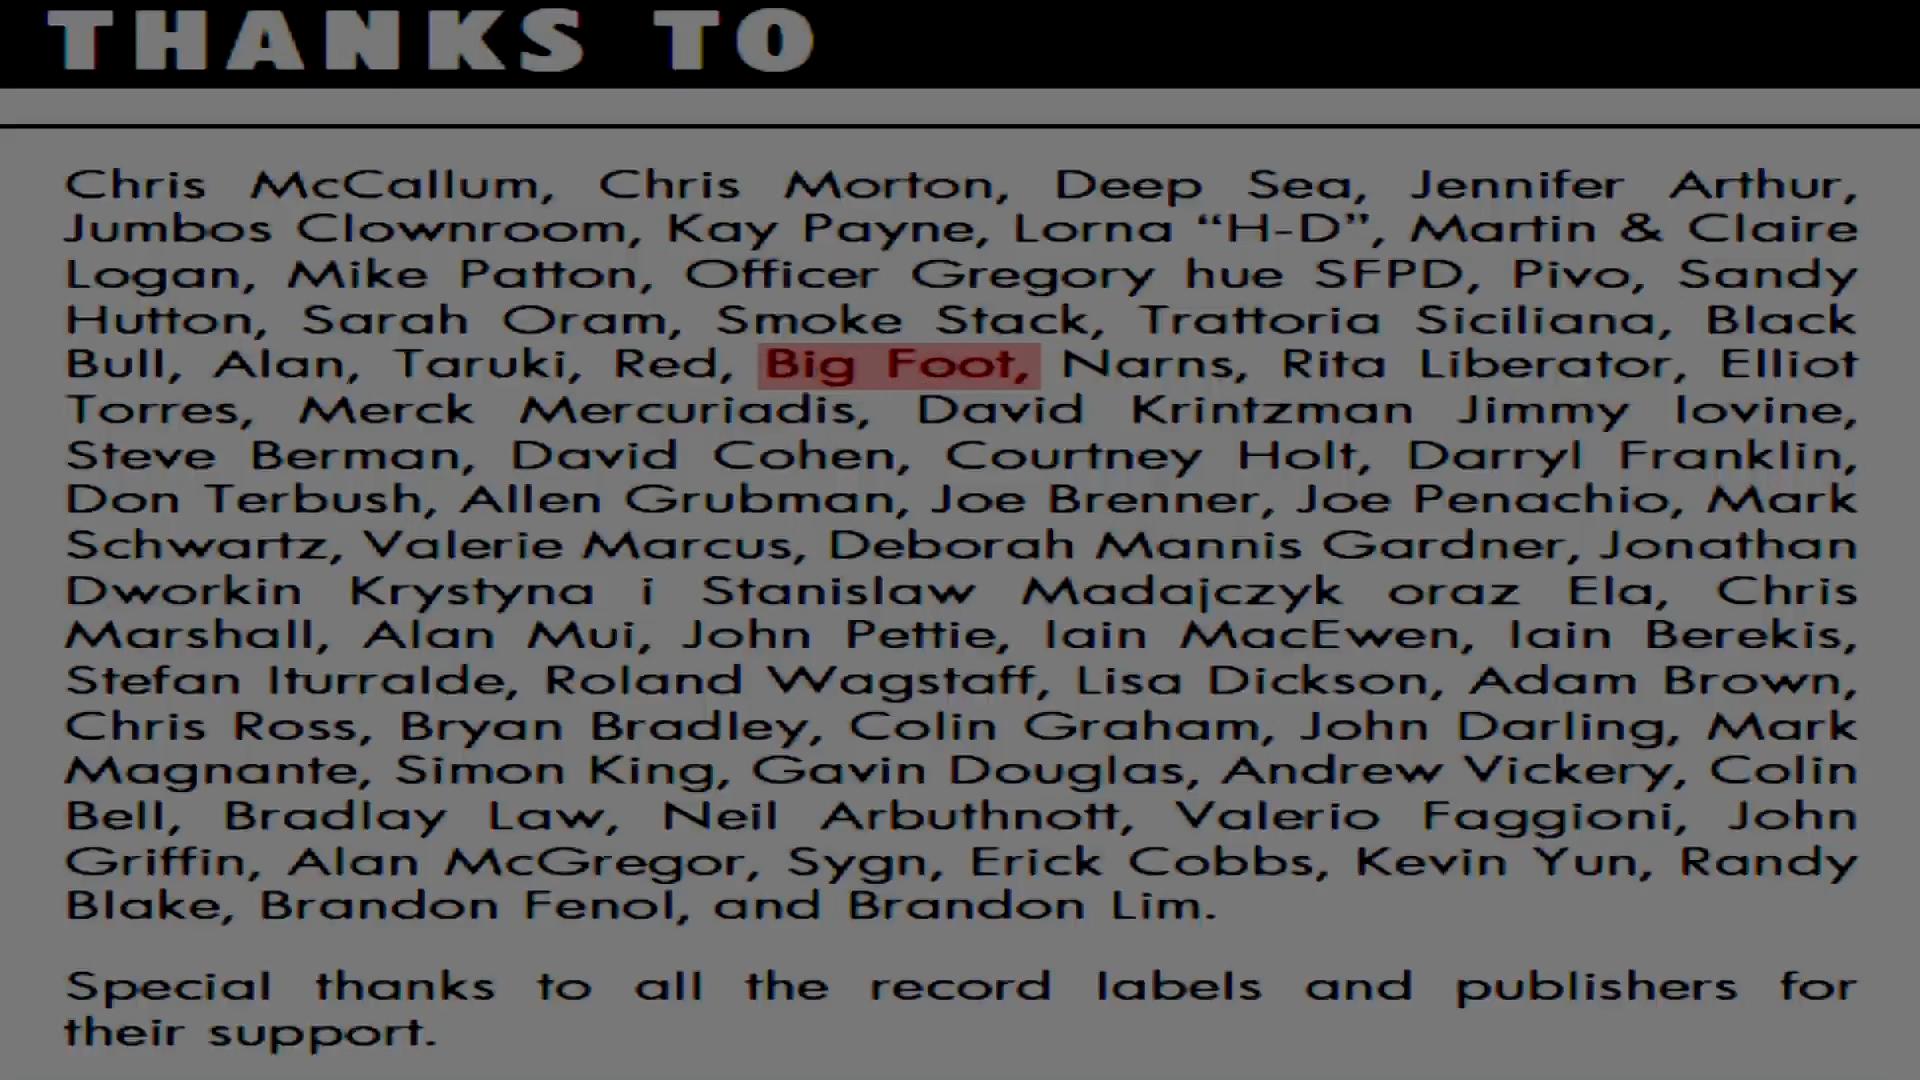 THANKS TO
Chris McCallum, Chris Morton, Deep Sea, Jennifer Arthur,
Jumbos Clownroom, Kay Payne, Lorna “H-D”, Martin & Claire
Logan, Mike Patton, Officer Gregory hue SFPD, Pivo, Sandy
Hutton, Sarah Oram, Smoke Stack, Trattoria Siciliana, Black
Bull, Alan, Taruki, Red, Big Foot, Narns, Rita Liberator, Elliot
Torres, Merck Mercuriadis, David Krintzman Jimmy Iovine,
Steve Berman, David Cohen, Courtney Holt, Darryl Franklin,
Don Terbush, Allen Grubman, Joe Brenner, Joe Penachio, Mark
Schwartz, Valerie Marcus, Deborah Mannis Gardner, Jonathan
Dworkin Krystyna i Stanislaw Madajczyk oraz Ela, Chris
Marshall, Alan Mui, John Pettie, Iain MacEwen, Iain Berekis,
Stefan Iturralde, Roland Wagstaff, Lisa Dickson, Adam Brown,
Chris Ross, Bryan Bradley, Colin Graham, John Darling, Mark
Magnante, Simon King, Gavin Douglas, Andrew Vickery, Colin
Bell, Bradlay Law, Neil Arbuthnott, Valerio Faggioni, John
Griffin, Alan McGregor, Sygn, Erick Cobbs, Kevin Yun, Randy
Blake, Brandon Fenol, and Brandon Lim.
Special thanks to all the record labels and publishers for
their support.